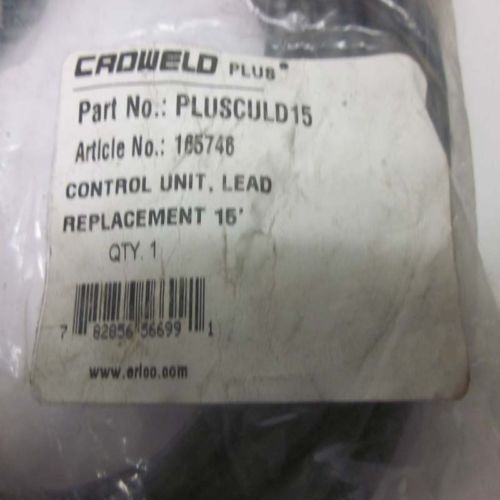 CADWELD PLUS®
Part No.: PLUSCULD15
Article No.: 165746
CONTROL UNIT, LEAD
REPLACEMENT 15'
QTY. 1
7 82856 56699 1
www.erico.com